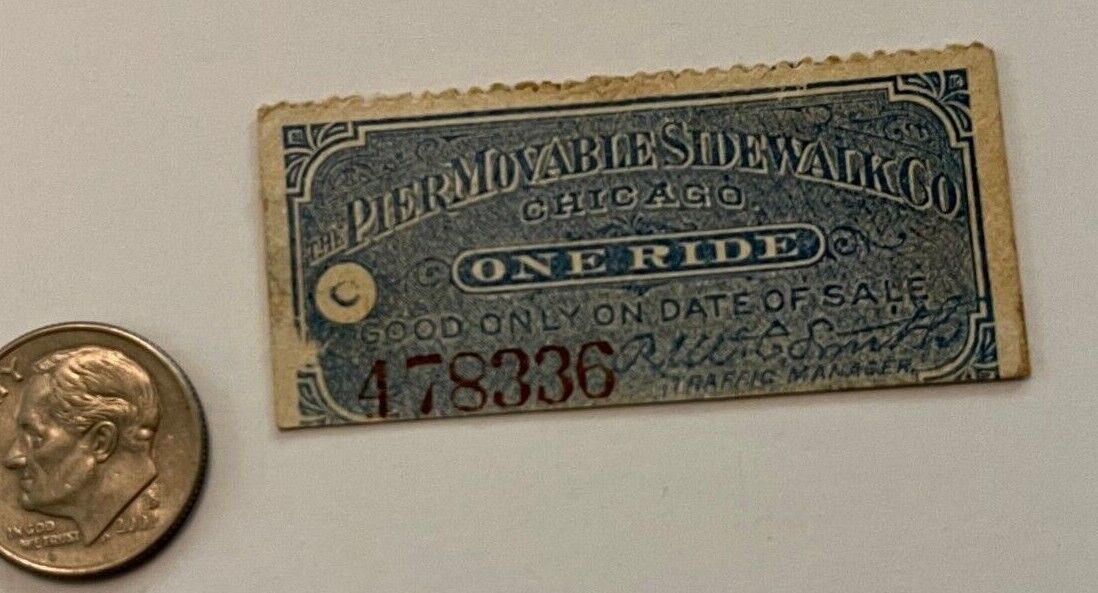 THE PIER MOVABLE SIDEWALK CO
CHICAGO.
ONE RIDE
C
GOOD ONLY ON DATE OF SALE
478336
TRAFFIC MANAGER.
IN GOD
WE TRUST